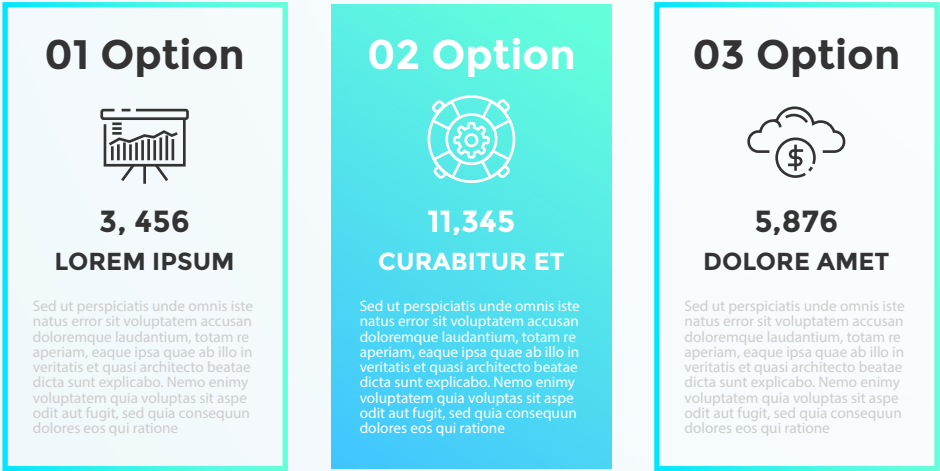 01 Option
3, 456
LOREM IPSUM
Sed ut perspiciatis unde omnis iste
natus error sit voluptatem accusan
doloremque laudantium, totam re
aperiam, eaque ipsa quae ab illo in
veritatis et quasi architecto beatae
dicta sunt explicabo. Nemo enimy
voluptatem quia voluptas sit aspe
odit aut fugit, sed quia consequun
dolores eos qui ratione
02 Option
11,345
CURABITUR ET
Sed ut perspiciatis unde omnis iste
natus error sit voluptatem accusan
doloremque laudantium, totam re
aperiam, eaque ipsa quae ab illo in
veritatis et quasi architecto beatae
dicta sunt explicabo. Nemo enimy
voluptatem quia voluptas sit aspe
odit aut fugit, sed quia consequun
dolores eos qui ratione
03 Option
$
5,876
DOLORE AMET
Sed ut perspiciatis unde omnis iste
natus error sit voluptatem accusan
doloremque laudantium, totam re
aperiam, eaque ipsa quae ab illo in
veritatis et quasi architecto beatae
dicta sunt explicabo. Nemo enimy
voluptatem quia voluptas sit aspe
odit aut fugit, sed quia consequun
dolores eos qui ratione